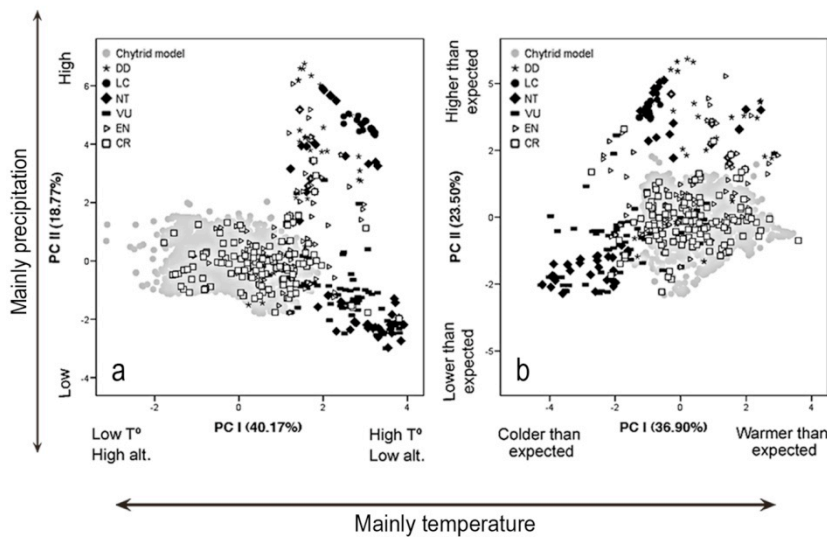 Mainly precipitation
High
Low
PC II (18.77%)
6
4
2
0
-2
-4
Chytrid model
DD
LC
NT
VU
EN
CR
a
-2
0
2
4
PC I (40.17%)
Low Tº
High alt.
High Tº
Low alt.
Higher than
expected
Lower than
expected
PC II (23.50%)
5
2
0
-2
-5
Chytrid model
DD
LC
NT
VU
EN
CR
b
-4
-2
0
2
4
PC I (36.90%)
Colder than
expected
Warmer than
expected
Mainly temperature